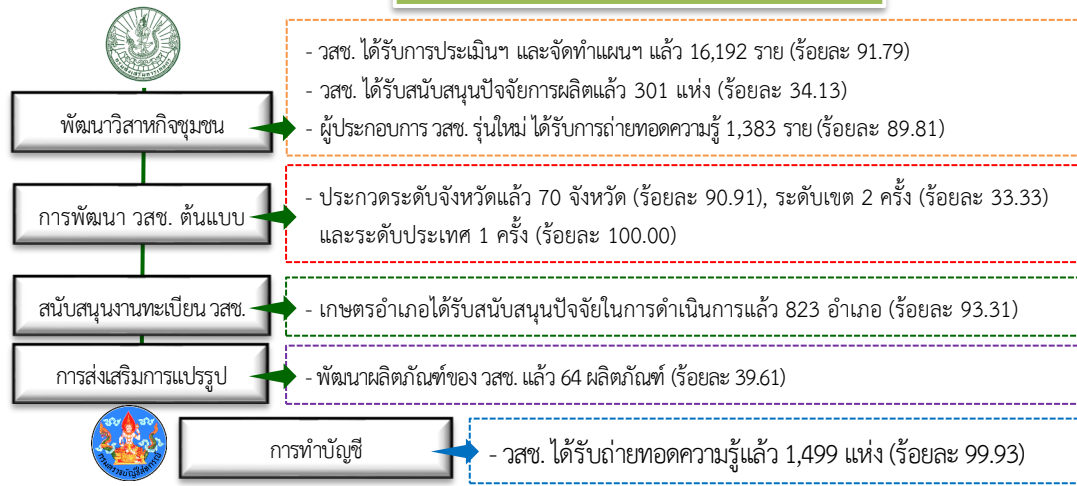 พัฒนาวิสาหกิจชุมชน
- วสช. ได้รับการประเมินฯ และจัดทำแผนฯ แล้ว 16,192 ราย (ร้อยละ 91.79)
- วสช. ได้รับสนับสนุนปัจจัยการผลิตแล้ว 301 แห่ง (ร้อยละ 34.13)
- ผู้ประกอบการ วสช. รุ่นใหม่ ได้รับการถ่ายทอดความรู้ 1,383 ราย (ร้อยละ 89.81)
การพัฒนา วสช. ต้นแบบ
- ประกวดระดับจังหวัดแล้ว 70 จังหวัด (ร้อยละ 90.91), ระดับเขต 2 ครั้ง (ร้อยละ 33.33)
และระดับประเทศ 1 ครั้ง (ร้อยละ 100.00)
สนับสนุนงานทะเบียน วสช.
- เกษตรอำเภอได้รับสนับสนุนปัจจัยในการดำเนินการแล้ว 823 อำเภอ (ร้อยละ 93.31)
การส่งเสริมการแปรรูป
- พัฒนาผลิตภัณฑ์ของ วสช. แล้ว 64 ผลิตภัณฑ์ (ร้อยละ 39.61)
กรมตรวจบัญชีสหกรณ์
การทำบัญชี
- วสช. ได้รับถ่ายทอดความรู้แล้ว 1,499 แห่ง (ร้อยละ 99.93)